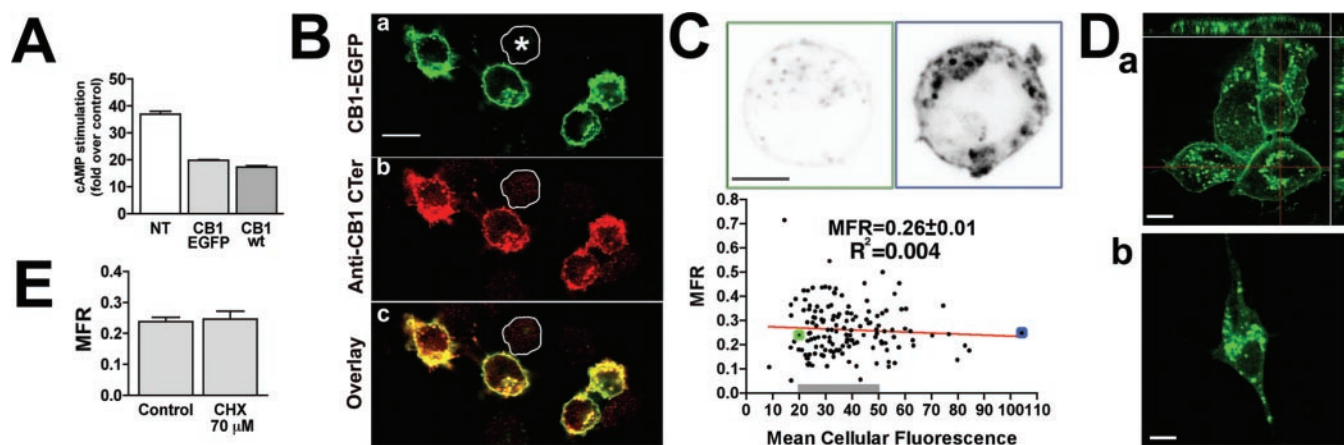 A
cAMP stimulation
(fold over control)
50
40
30
20
10
0
NT
CB1
EGFP
CB1
wt
E
MFR
0.4
0.3
0.2
0.1
0.0
Control
CHX
70 μM
B
CB1-EGFP
a
*
Anti-CB1 CTer
b
Overlay
c
C
MFR
0.8
0.7
0.6
0.5
0.4
0.3
0.2
0.1
0.0
MFR=0.26±0.01
R²=0.004
0 10 20 30 40 50 60 70 80 90 100 110
Mean Cellular Fluorescence
D
a
b